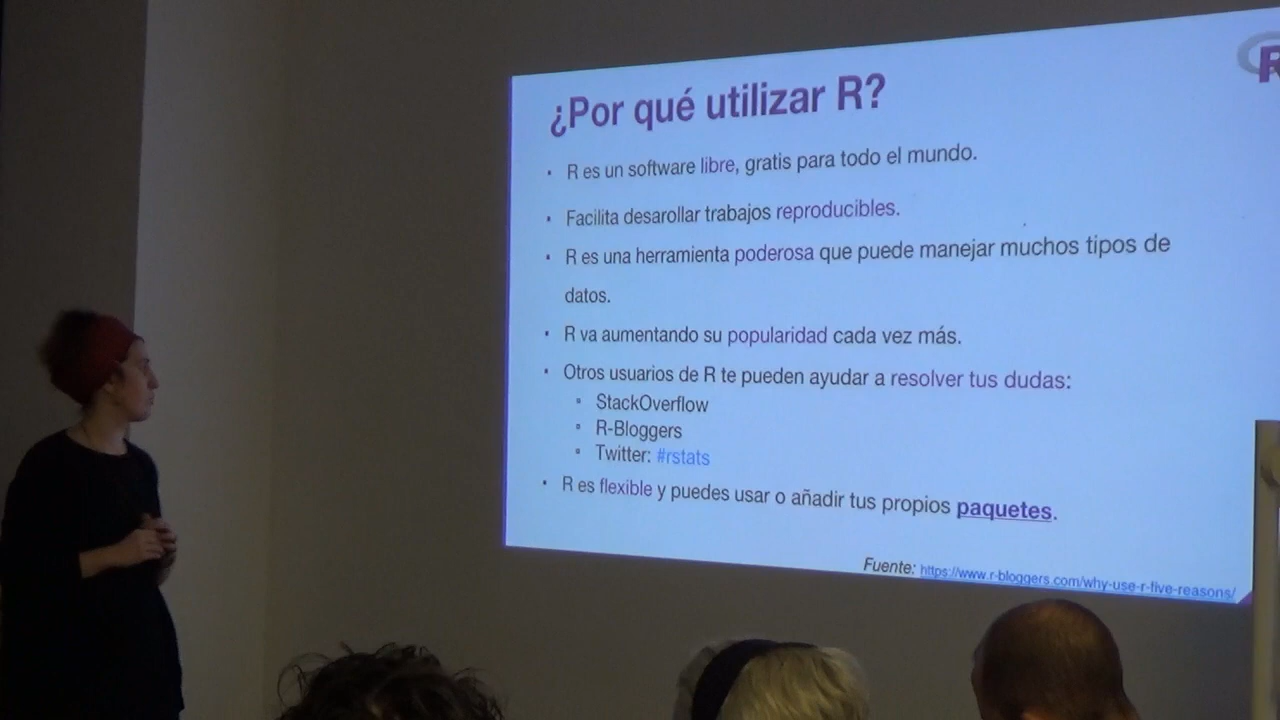 ¿Por qué utilizar R?
R
• R es un software libre, gratis para todo el mundo.
• Facilita desarollar trabajos reproducibles.
• R es una herramienta poderosa que puede manejar muchos tipos de
datos.
• R va aumentando su popularidad cada vez más.
• Otros usuarios de R te pueden ayudar a resolver tus dudas:
▫ StackOverflow
▫ R-Bloggers
▫ Twitter: #rstats
• R es flexible y puedes usar o añadir tus propios paquetes.
Fuente: https://www.r-bloggers.com/why-use-r-five-reasons/